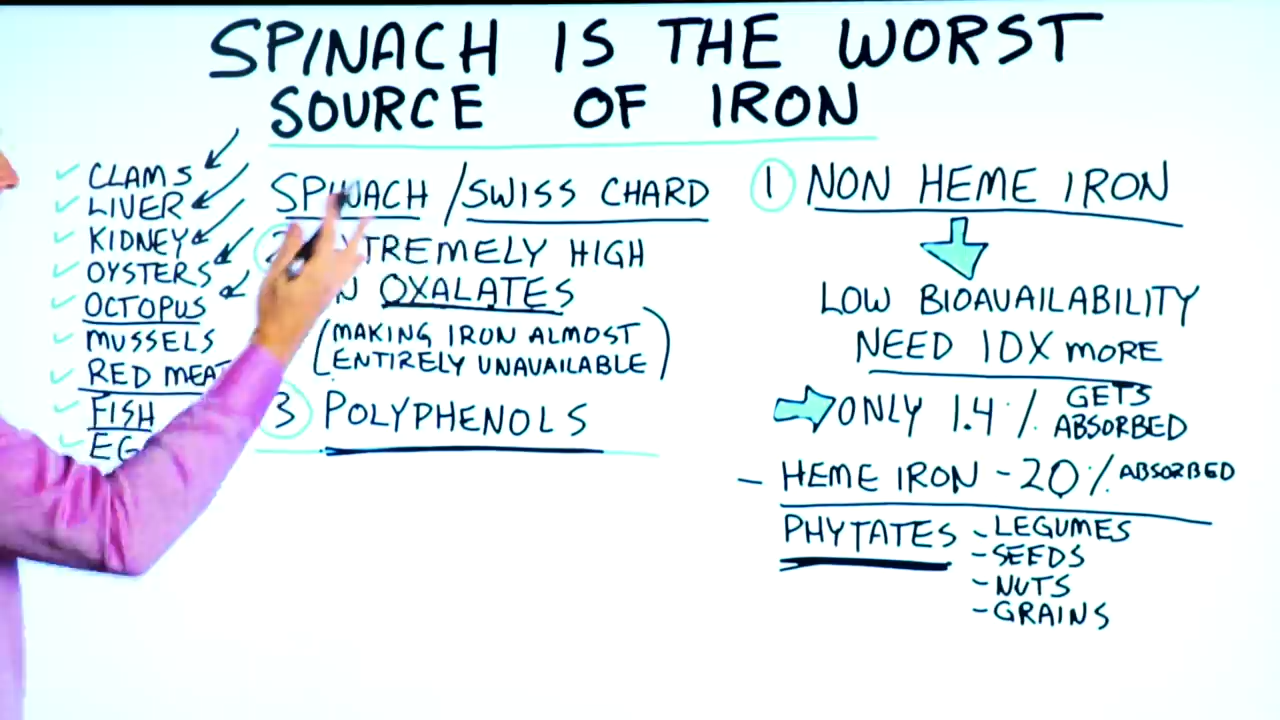 SPINACH IS THE WORST
SOURCE OF IRON
CLAMS
LIVER
KIDNEY
OYSTERS
OCTOPUS
MUSSELS
RED MEAT
FISH
SPINACH / SWISS CHARD
2 EXTREMELY HIGH
OXALATES
(MAKING IRON ALMOST
ENTIRELY UNAVAILABLE)
3 POLYPHENOLS
1 NON HEME IRON
LOW BIOAVAILABILITY
NEED 10X MORE
ONLY 1.4% GETS
ABSORBED
- HEME IRON - 20% ABSORBED
PHYTATES - LEGUMES
- SEEDS
- NUTS
- GRAINS